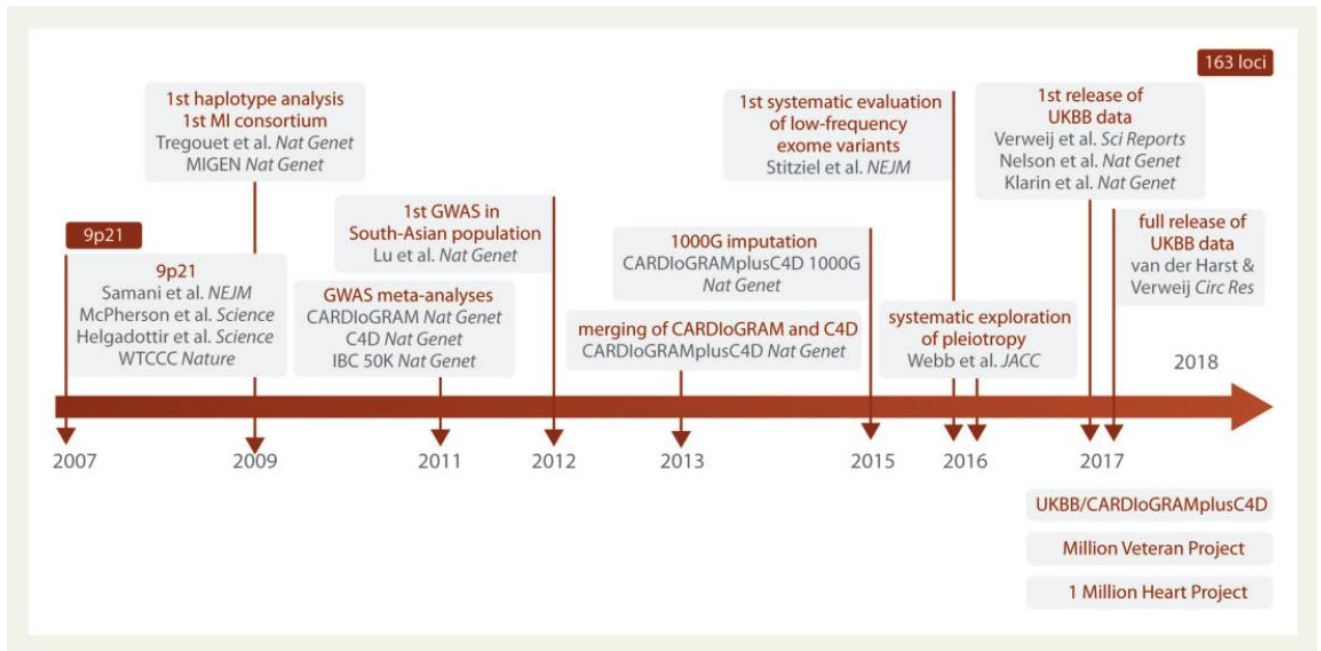 163 loci
1st haplotype analysis
1st MI consortium
Tregouet et al. Nat Genet
MIGEN Nat Genet
1st systematic evaluation
of low-frequency
exome variants
Stitziel et al. NEJM
1st release of
UKBB data
Verweij et al. Sci Reports
Nelson et al. Nat Genet
Klarin et al. Nat Genet
9p21
9p21
Samani et al. NEJM
McPherson et al. Science
Helgadottir et al. Science
WTCCC Nature
1st GWAS in
South-Asian population
Lu et al. Nat Genet
GWAS meta-analyses
CARDIoGRAM Nat Genet
C4D Nat Genet
IBC 50K Nat Genet
1000G imputation
CARDIoGRAMplusC4D 1000G
Nat Genet
merging of CARDIoGRAM and C4D
CARDIoGRAMplusC4D Nat Genet
systematic exploration
of pleiotropy
Webb et al. JACC
full release of
UKBB data
van der Harst &
Verweij Circ Res
2018
2007
2009
2011
2012
2013
2015
2016
2017
UKBB/CARDIoGRAMplusC4D
Million Veteran Project
1 Million Heart Project